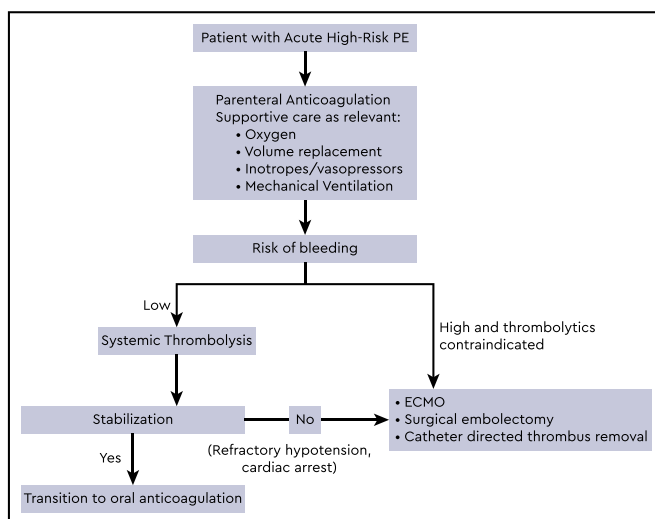 Patient with Acute High-Risk PE
Parenteral Anticoagulation
Supportive care as relevant:
• Oxygen
• Volume replacement
• Inotropes/vasopressors
• Mechanical Ventilation
Risk of bleeding
Low
High and thrombolytics
contraindicated
Systemic Thrombolysis
• ECMO
• Surgical embolectomy
• Catheter directed thrombus removal
Stabilization
No
(Refractory hypotension,
cardiac arrest)
Yes
Transition to oral anticoagulation